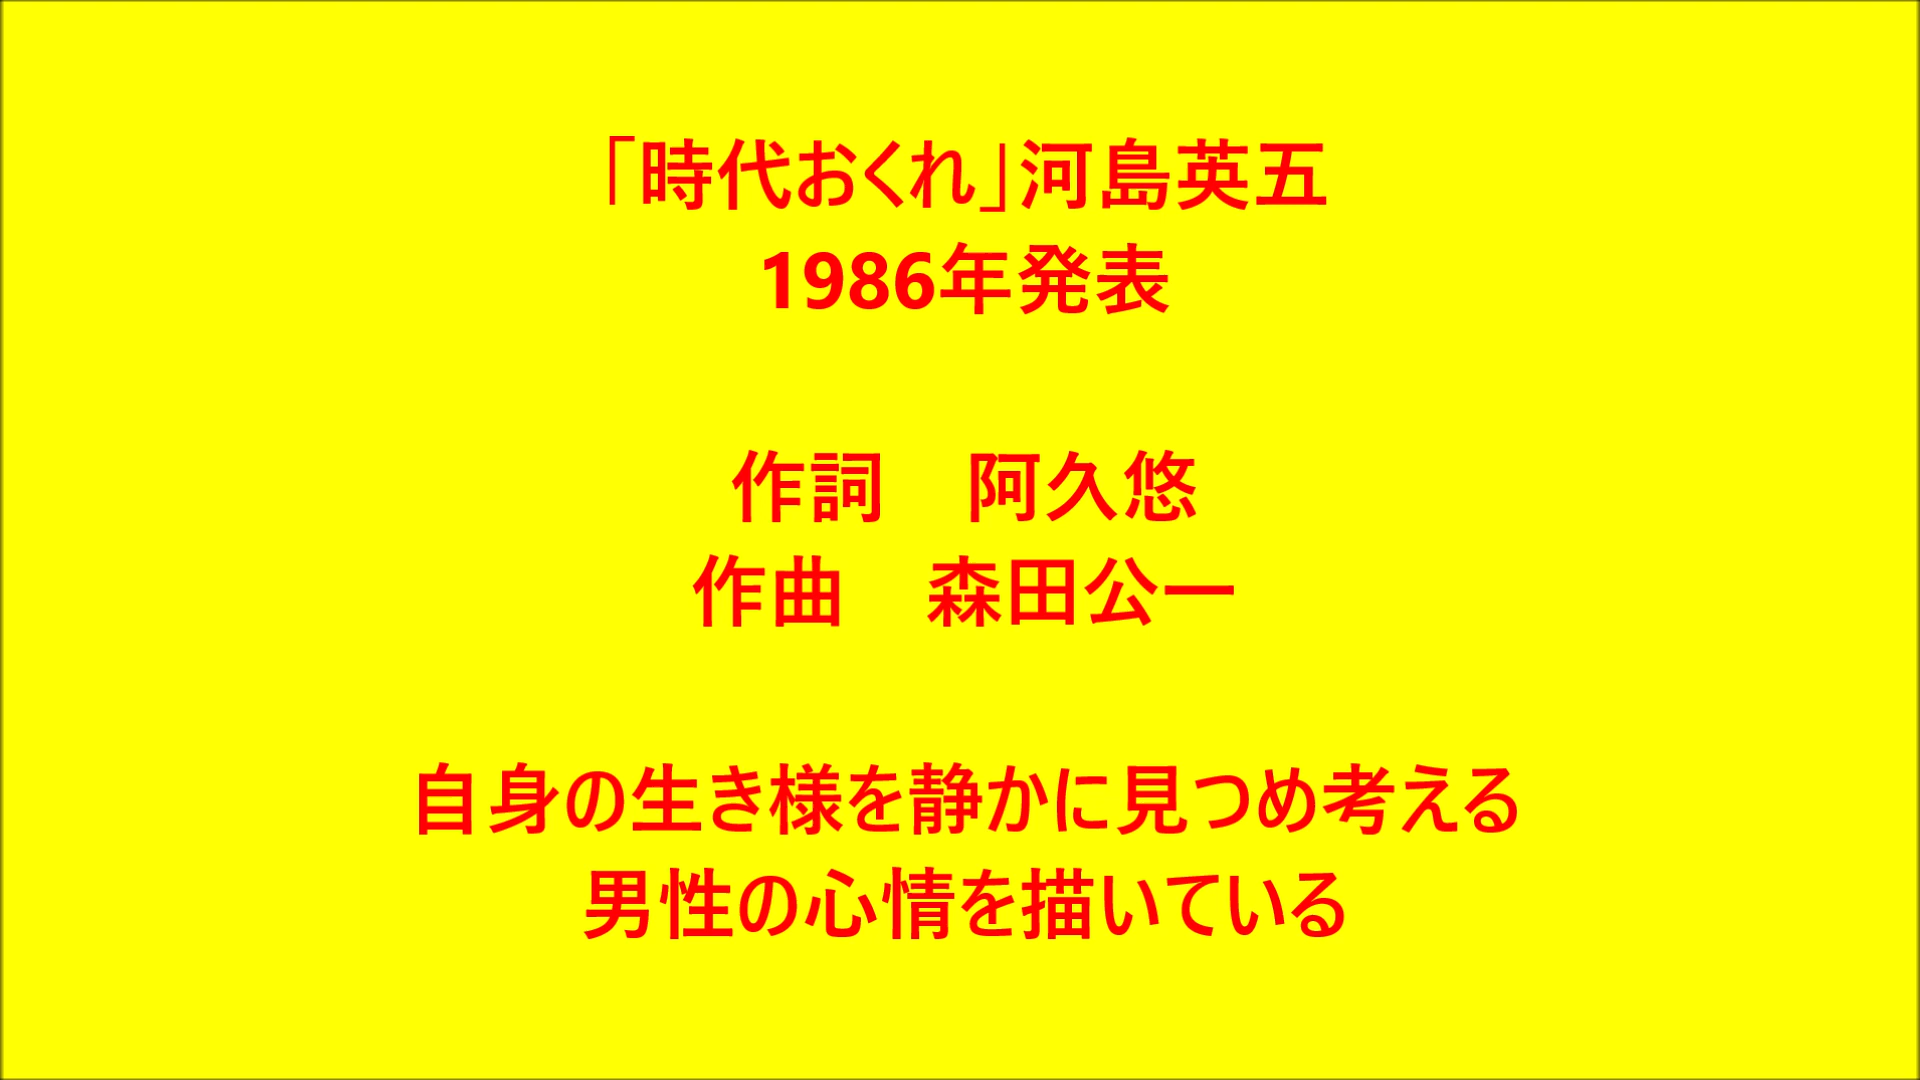 「時代おくれ」河島英五
1986年発表
作詞　阿久悠
作曲　森田公一
自身の生き様を静かに見つめ考える
男性の心情を描いている